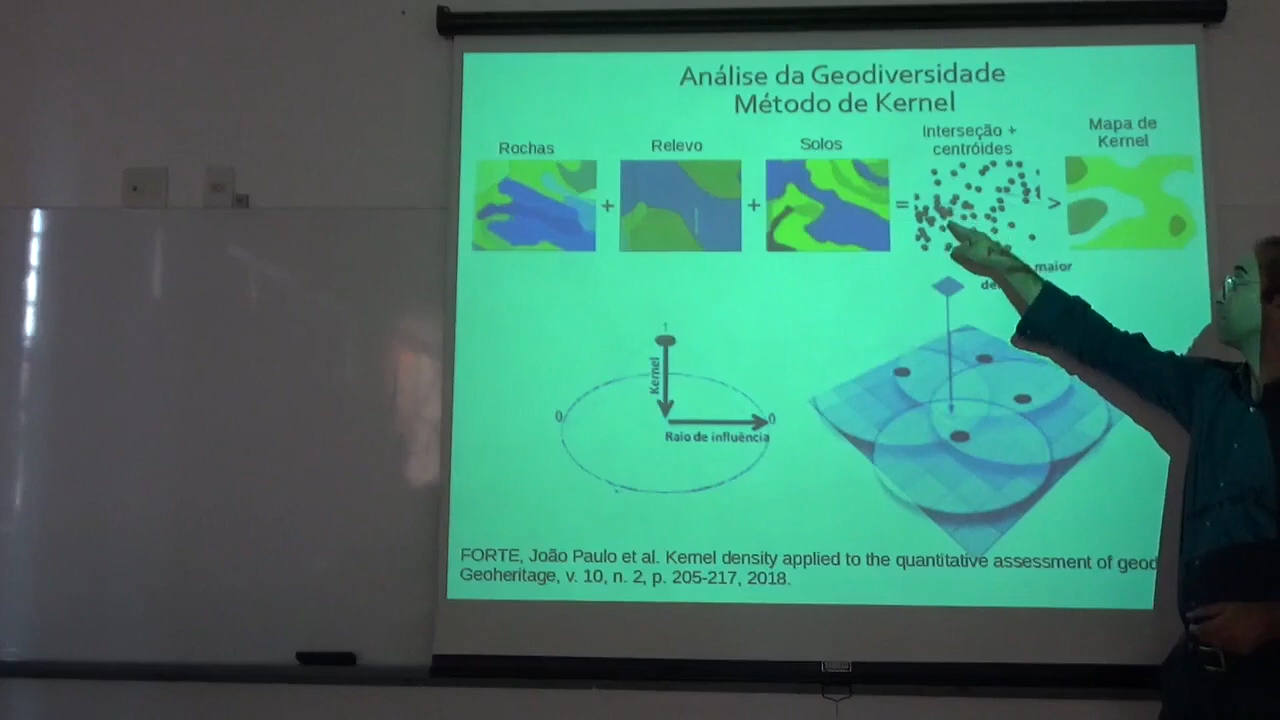 Análise da Geodiversidade
Método de Kernel
Rochas
Relevo
Solos
Interseção +
centróides
Mapa de
Kernel
+
+
=
>
maior
1
Kernel
0
0
Raio de influência
FORTE, João Paulo et al. Kernel density applied to the quantitative assessment of geod
Geoheritage, v. 10, n. 2, p. 205-217, 2018.